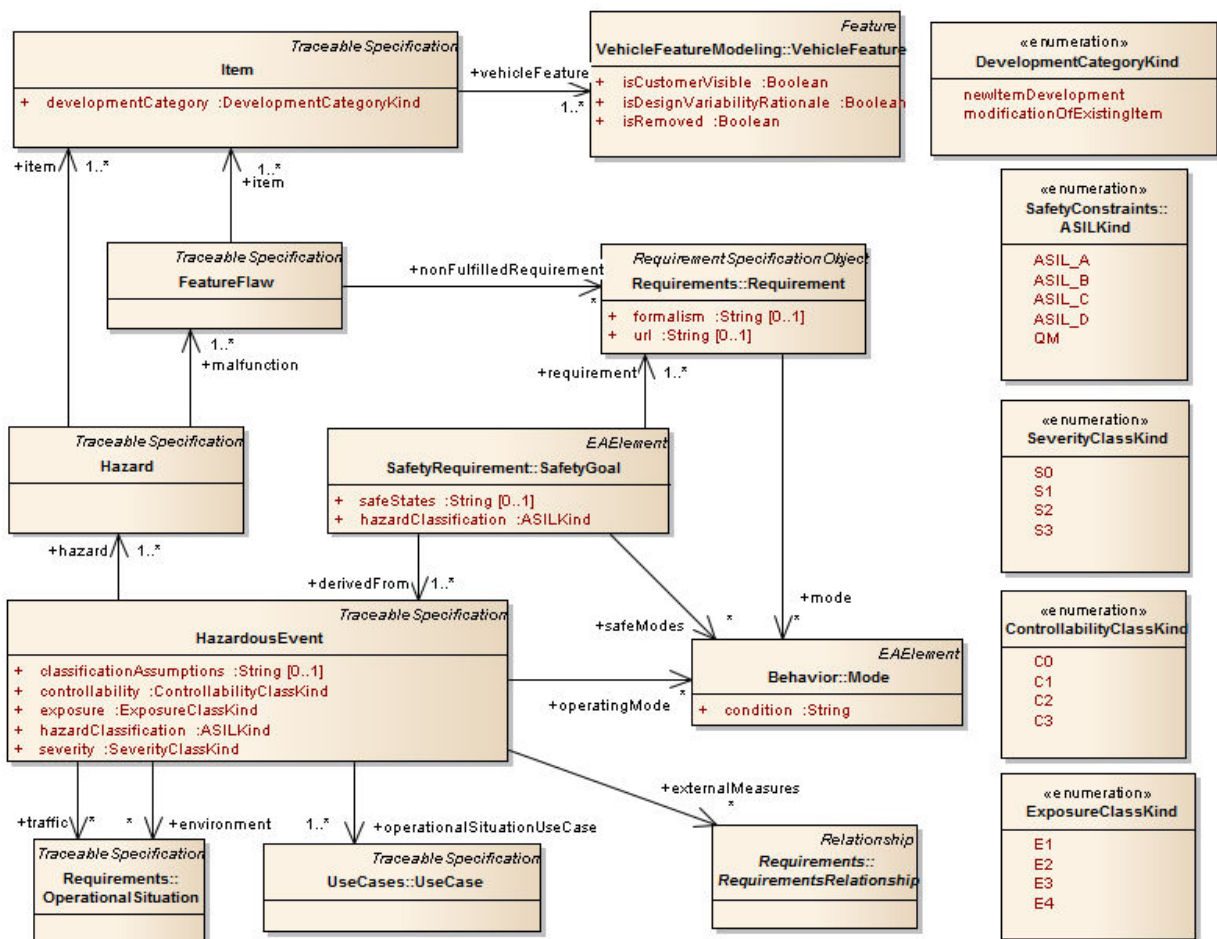 Traceable Specification
Item
+ developmentCategory :DevelopmentCategoryKind
+vehicleFeature
1..*
Feature
VehicleFeatureModeling::VehicleFeature
+ isCustomerVisible :Boolean
+ isDesignVariabilityRationale :Boolean
+ isRemoved :Boolean
«enumeration»
DevelopmentCategoryKind
newItemDevelopment
modificationOfExistingItem
+item
1..*
1..*
+item
«enumeration»
SafetyConstraints::
ASILKind
ASIL_A
ASIL_B
ASIL_C
ASIL_D
QM
Traceable Specification
FeatureFlaw
+nonFulfilledRequirement
*
Requirement Specification Object
Requirements::Requirement
+ formalism :String [0..1]
+ url :String [0..1]
1..*
+malfunction
+requirement
1..*
Traceable Specification
Hazard
EAElement
SafetyRequirement::SafetyGoal
+ safeStates :String [0..1]
+ hazardClassification :ASILKind
«enumeration»
SeverityClassKind
S0
S1
S2
S3
+hazard
1..*
+derivedFrom
1..*
+safeModes
*
+mode
*
Traceable Specification
HazardousEvent
+ classificationAssumptions :String [0..1]
+ controllability :ControllabilityClassKind
+ exposure :ExposureClassKind
+ hazardClassification :ASILKind
+ severity :SeverityClassKind
+operatingMode
*
EAElement
Behavior::Mode
+ condition :String
«enumeration»
ControllabilityClassKind
C0
C1
C2
C3
+traffic
*
*
+environment
1..*
+operationalSituationUseCase
+externalMeasures
*
Traceable Specification
Requirements::
OperationalSituation
Traceable Specification
UseCases::UseCase
Relationship
Requirements::
RequirementsRelationship
«enumeration»
ExposureClassKind
E1
E2
E3
E4